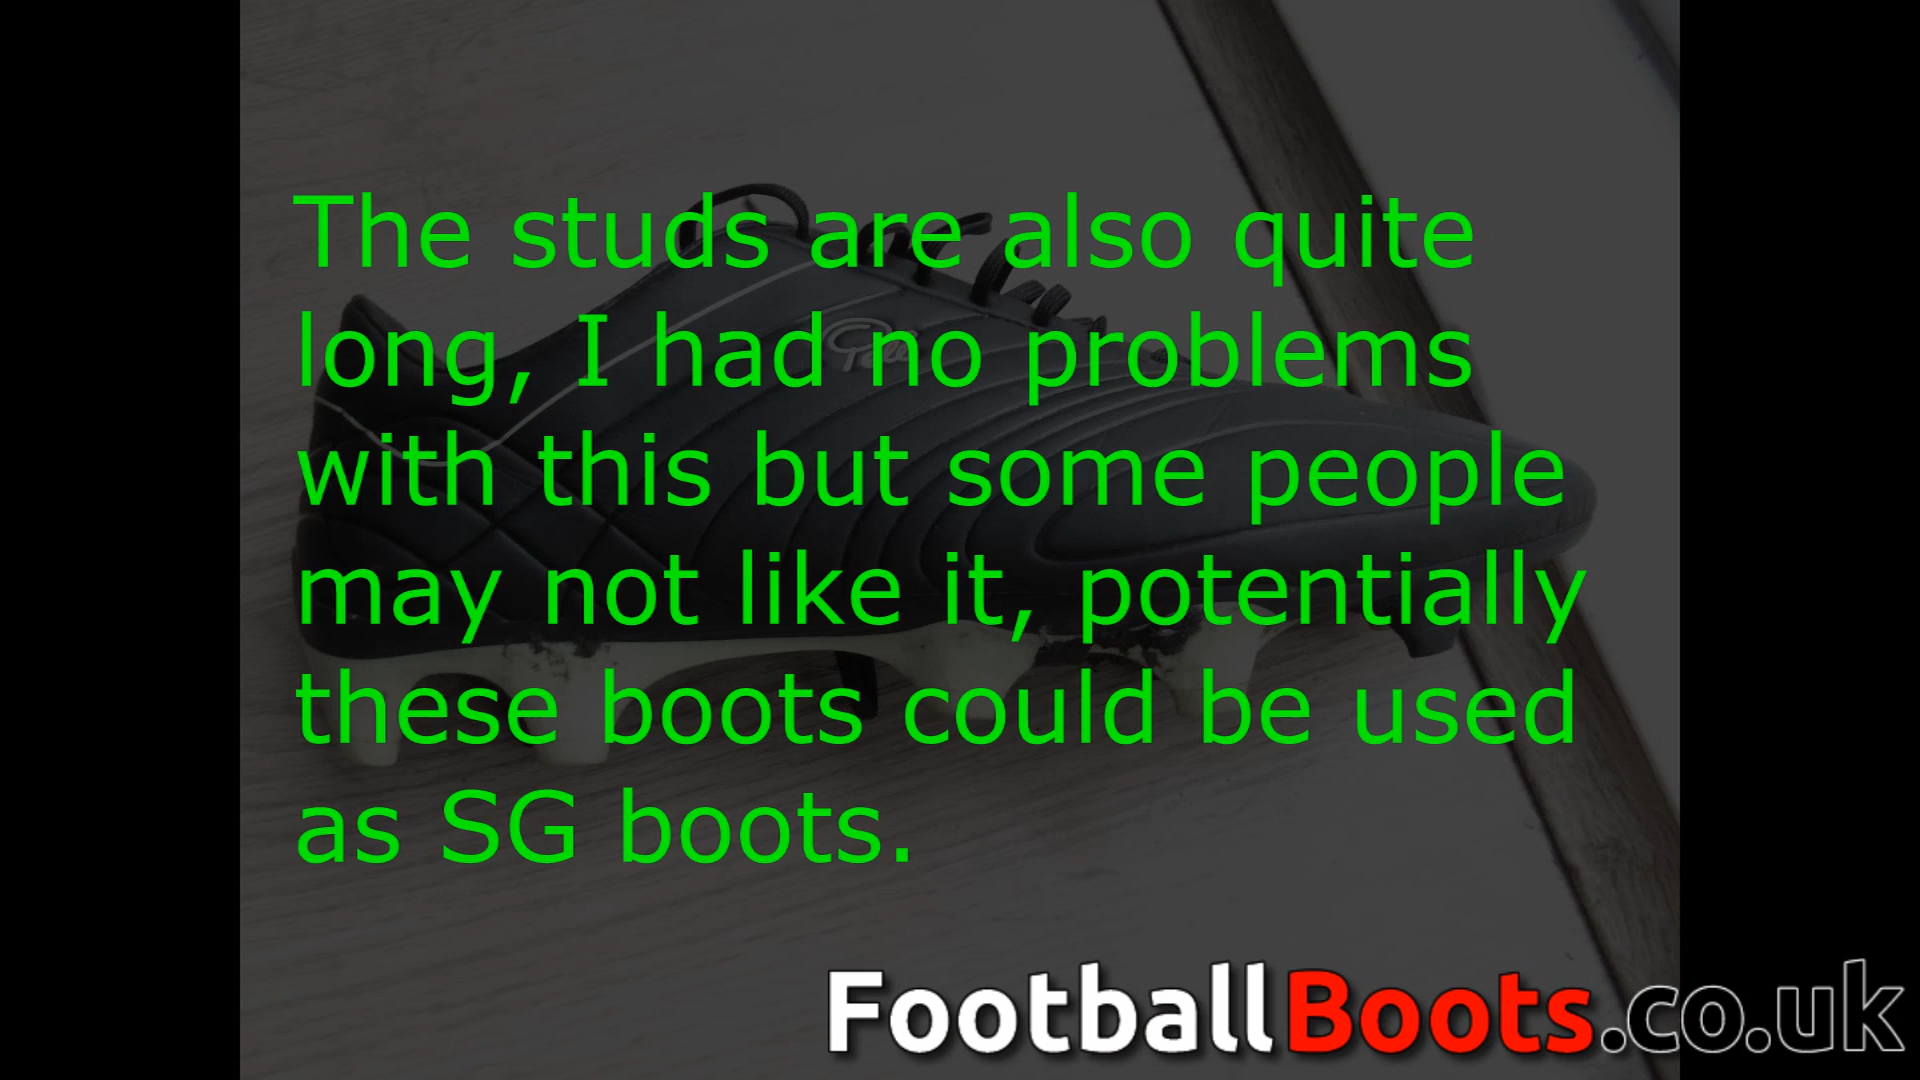 The studs are also quite
long, I had no problems
with this but some people
may not like it, potentially
these boots could be used
as SG boots.
FootballBoots.co.uk